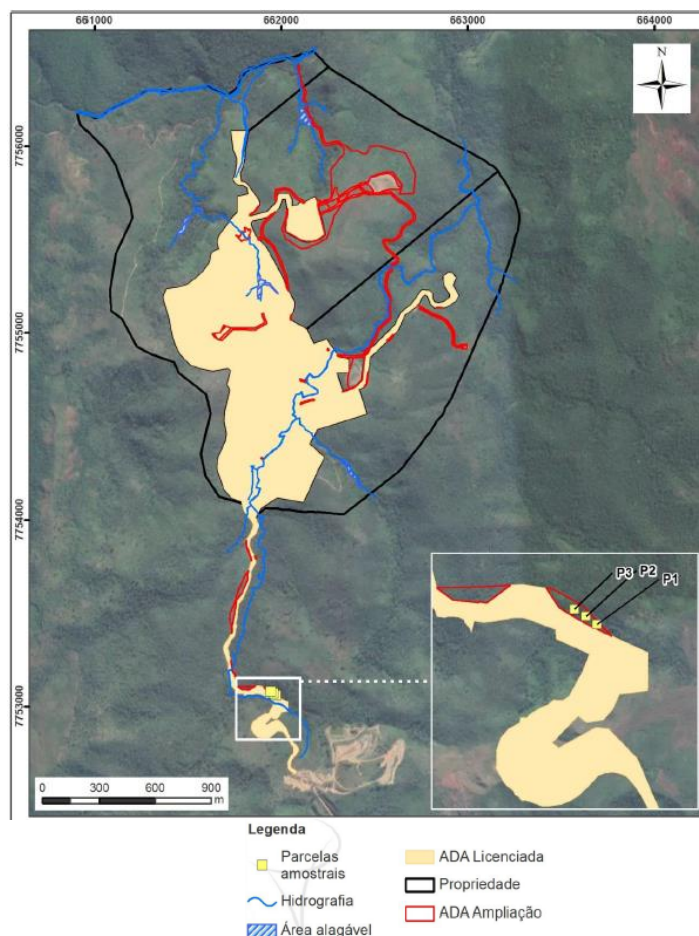 661000 662000 663000 664000
N
7756000
7755000
7754000
7753000
P3 P2 P1
0 300 600 900
m
Legenda
Parcelas
amostrais
Hidrografia
Área alagável
ADA Licenciada
Propriedade
ADA Ampliação